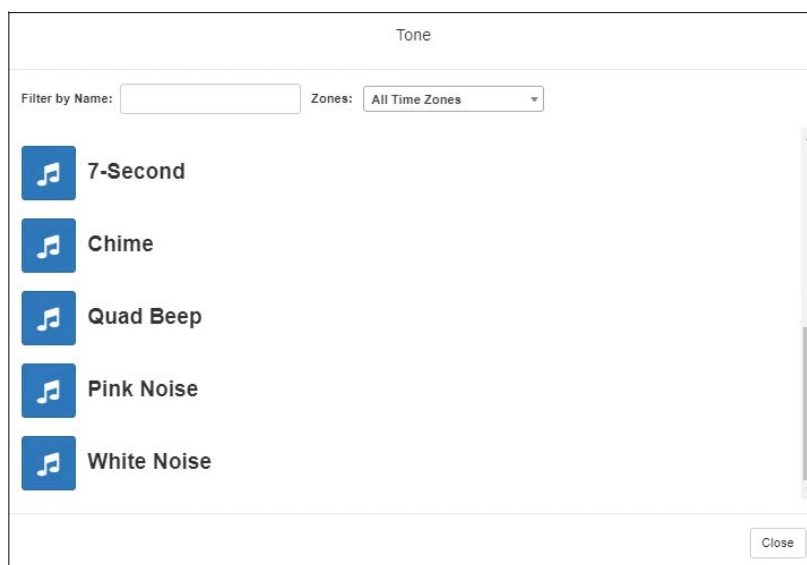 Tone
Filter by Name: Zones: All Time Zones
7-Second
Chime
Quad Beep
Pink Noise
White Noise
Close